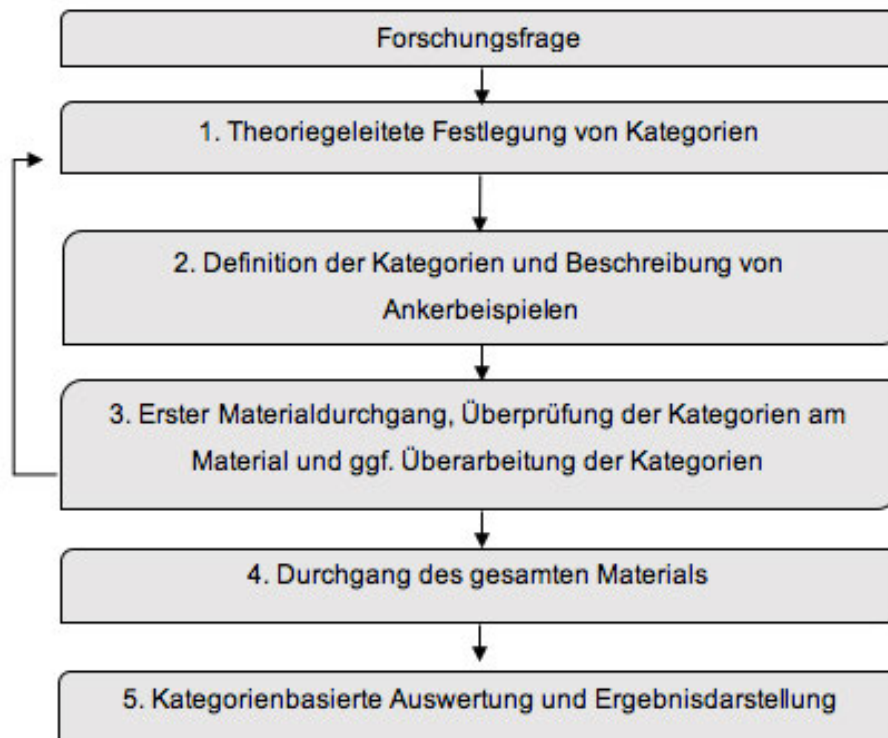 Forschungsfrage
1. Theoriegeleitete Festlegung von Kategorien
2. Definition der Kategorien und Beschreibung von
Ankerbeispielen
3. Erster Materialdurchgang, Überprüfung der Kategorien am
Material und ggf. Überarbeitung der Kategorien
4. Durchgang des gesamten Materials
5. Kategorienbasierte Auswertung und Ergebnisdarstellung